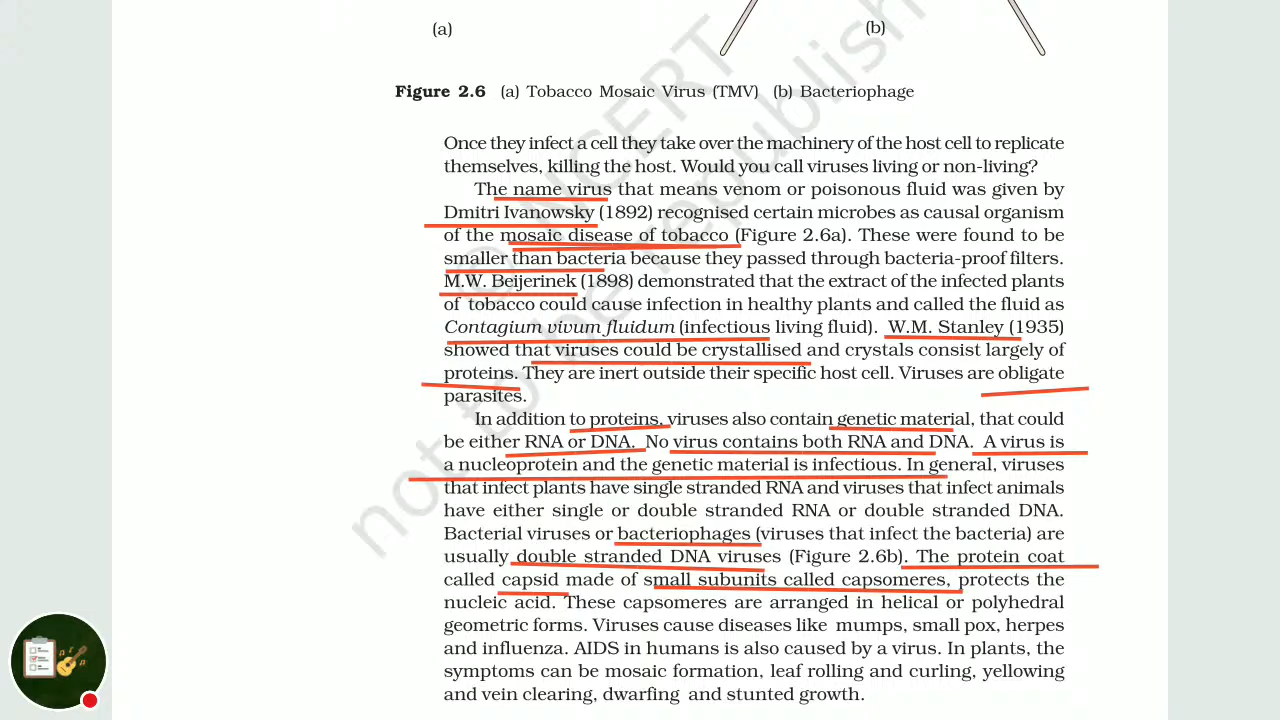 (a)
(b)
Figure 2.6 (a) Tobacco Mosaic Virus (TMV) (b) Bacteriophage
Once they infect a cell they take over the machinery of the host cell to replicate
themselves, killing the host. Would you call viruses living or non-living?
The name virus that means venom or poisonous fluid was given by
Dmitri Ivanowsky (1892) recognised certain microbes as causal organism
of the mosaic disease of tobacco (Figure 2.6a). These were found to be
smaller than bacteria because they passed through bacteria-proof filters.
M.W. Beijerinek (1898) demonstrated that the extract of the infected plants
of tobacco could cause infection in healthy plants and called the fluid as
Contagium vivum fluidum (infectious living fluid). W.M. Stanley (1935)
showed that viruses could be crystallised and crystals consist largely of
proteins. They are inert outside their specific host cell. Viruses are obligate
parasites.
In addition to proteins, viruses also contain genetic material, that could
be either RNA or DNA. No virus contains both RNA and DNA. A virus is
a nucleoprotein and the genetic material is infectious. In general, viruses
that infect plants have single stranded RNA and viruses that infect animals
have either single or double stranded RNA or double stranded DNA.
Bacterial viruses or bacteriophages (viruses that infect the bacteria) are
usually double stranded DNA viruses (Figure 2.6b). The protein coat
called capsid made of small subunits called capsomeres, protects the
nucleic acid. These capsomeres are arranged in helical or polyhedral
geometric forms. Viruses cause diseases like mumps, small pox, herpes
and influenza. AIDS in humans is also caused by a virus. In plants, the
symptoms can be mosaic formation, leaf rolling and curling, yellowing
and vein clearing, dwarfing and stunted growth.
© NCERT
not to be republish